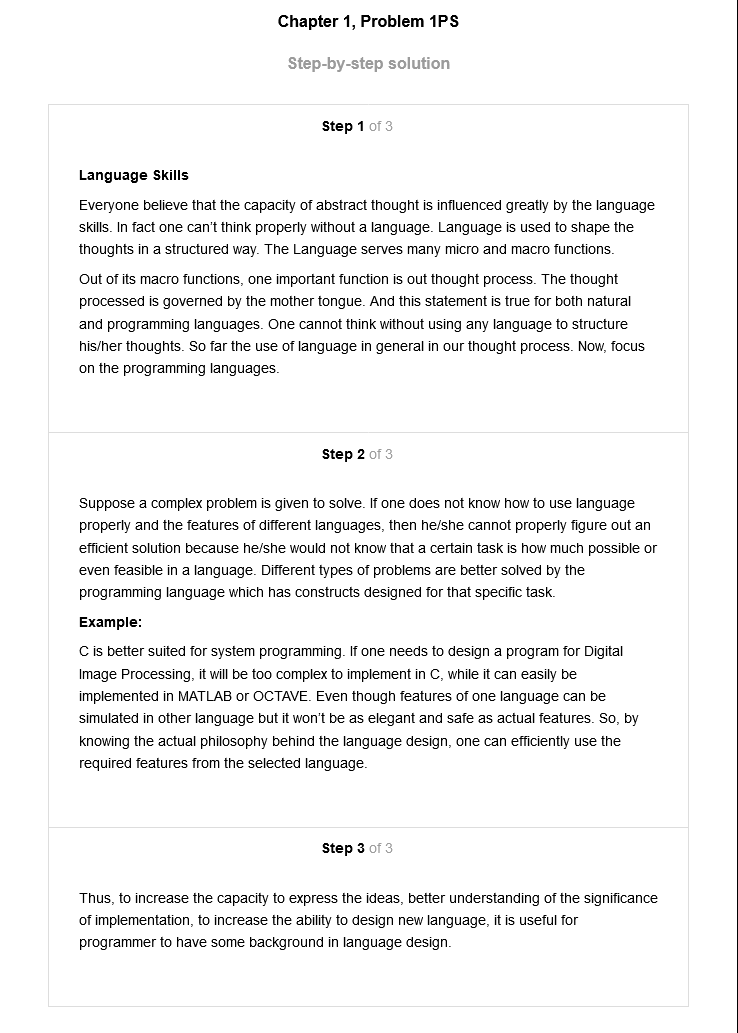 Chapter 1, Problem 1PS
Step-by-step solution
Step 1 of 3
Language Skills
Everyone believe that the capacity of abstract thought is influenced greatly by the language
skills. In fact one can't think properly without a language. Language is used to shape the
thoughts in a structured way. The Language serves many micro and macro functions.
Out of its macro functions, one important function is out thought process. The thought
processed is governed by the mother tongue. And this statement is true for both natural
and programming languages. One cannot think without using any language to structure
his/her thoughts. So far the use of language in general in our thought process. Now, focus
on the programming languages.
Step 2 of 3
Suppose a complex problem is given to solve. If one does not know how to use language
properly and the features of different languages, then he/she cannot properly figure out an
efficient solution because he/she would not know that a certain task is how much possible or
even feasible in a language. Different types of problems are better solved by the
programming language which has constructs designed for that specific task.
Example:
C is better suited for system programming. If one needs to design a program for Digital
Image Processing, it will be too complex to implement in C, while it can easily be
implemented in MATLAB or OCTAVE. Even though features of one language can be
simulated in other language but it won't be as elegant and safe as actual features. So, by
knowing the actual philosophy behind the language design, one can efficiently use the
required features from the selected language.
Step 3 of 3
Thus, to increase the capacity to express the ideas, better understanding of the significance
of implementation, to increase the ability to design new language, it is useful for
programmer to have some background in language design.